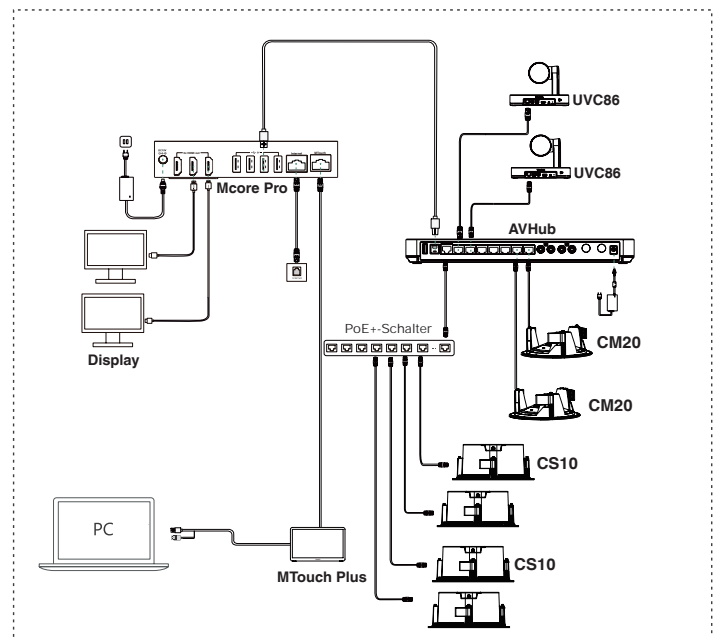 UVC86
UVC86
Mcore Pro
AVHub
PoE+-Schalter
Display
CM20
CM20
CS10
PC
CS10
MTouch Plus